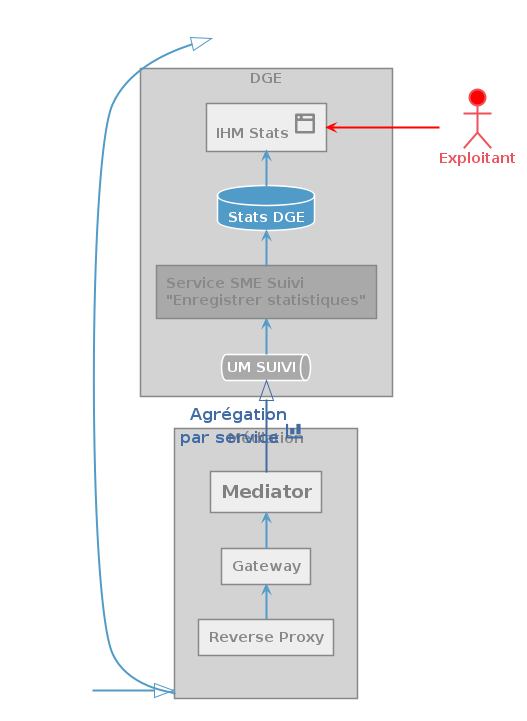 DGE
IHM Stats
Exploitant
Stats DGE
Service SME Suivi
"Enregistrer statistiques"
UM SUIVI
Agrégation
par service
Médiation
Mediator
Gateway
Reverse Proxy